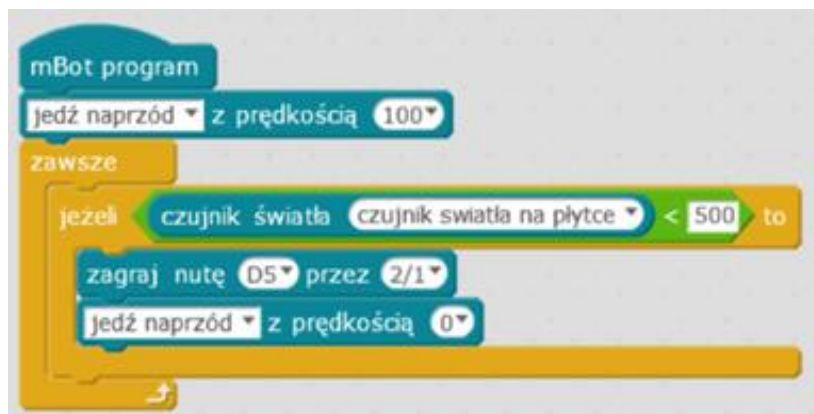 mBot program
jedź naprzód z prędkością 100
zawsze
jeżeli czujnik światła czujnik swiatła na płytce < 500 to
zagraj nutę D5 przez 2/1
jedź naprzód z prędkością 0